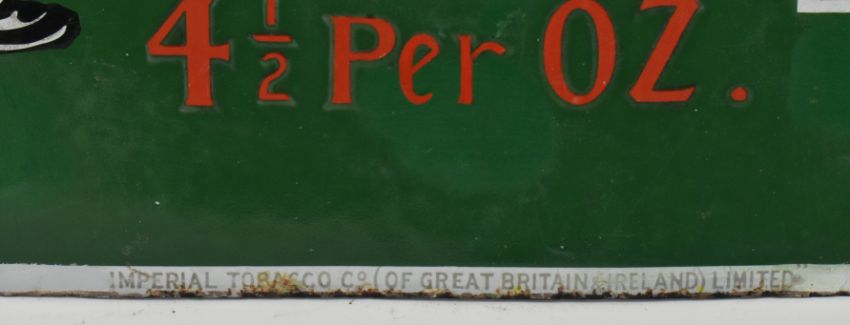 4½ Per OZ.
IMPERIAL TOBACCO Cº (OF GREAT BRITAIN & IRELAND) LIMITED